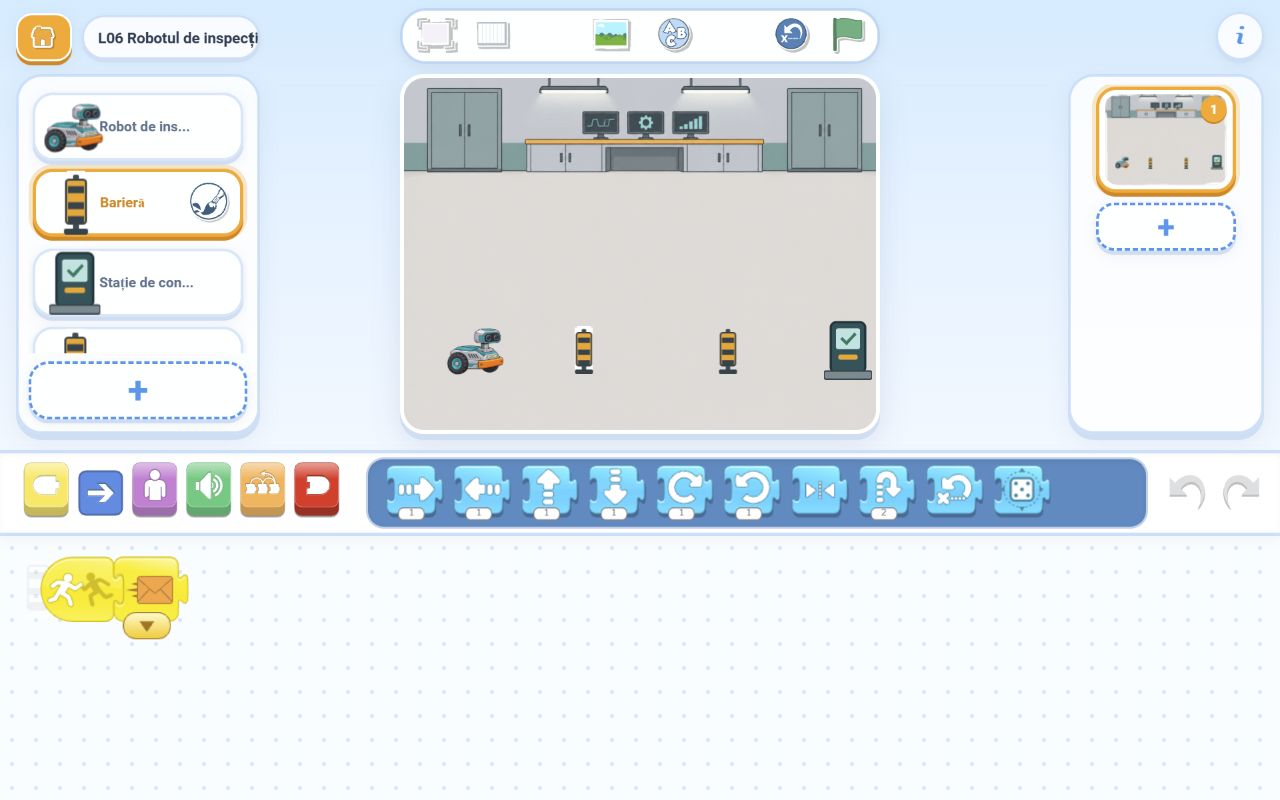 L06 Robotul de inspecți
i
Robot de ins...
1
Barieră
Stație de con...
+
+
1
1
1
1
1
1
2
A
B
C
x
x